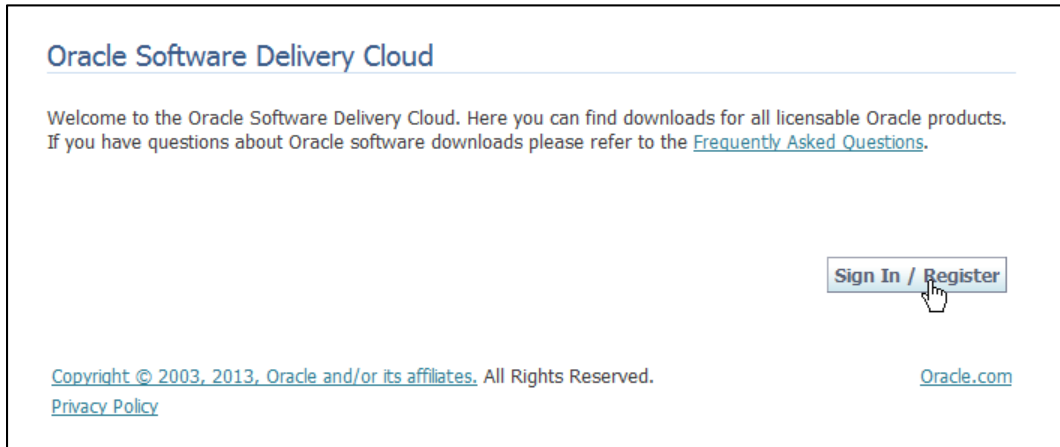 Oracle Software Delivery Cloud
Welcome to the Oracle Software Delivery Cloud. Here you can find downloads for all licensable Oracle products.
If you have questions about Oracle software downloads please refer to the Frequently Asked Questions.
Sign In / Register
Copyright © 2003, 2013, Oracle and/or its affiliates. All Rights Reserved. Oracle.com
Privacy Policy